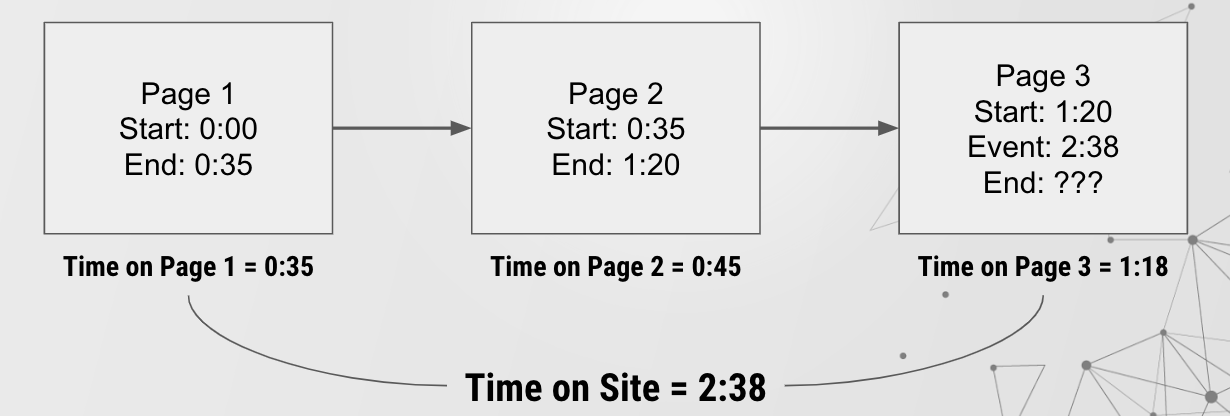 Page 1
Start: 0:00
End: 0:35
Page 2
Start: 0:35
End: 1:20
Page 3
Start: 1:20
Event: 2:38
End: ???
Time on Page 1 = 0:35
Time on Page 2 = 0:45
Time on Page 3 = 1:18
Time on Site = 2:38